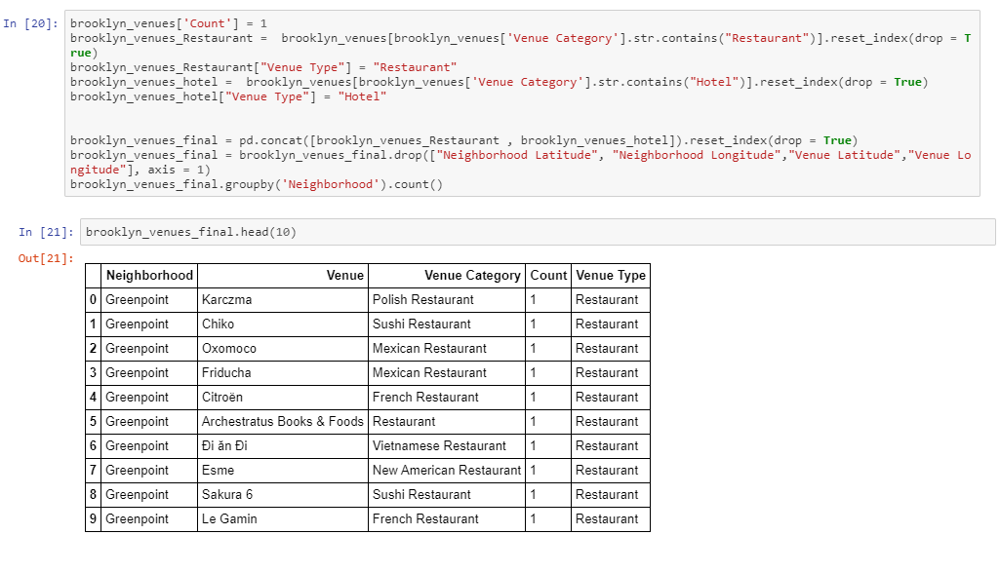 In [20]: brooklyn_venues['Count'] = 1
brooklyn_venues_Restaurant =  brooklyn_venues[brooklyn_venues['Venue Category'].str.contains("Restaurant")].reset_index(drop = T
rue)
brooklyn_venues_Restaurant["Venue Type"] = "Restaurant"
brooklyn_venues_hotel =  brooklyn_venues[brooklyn_venues['Venue Category'].str.contains("Hotel")].reset_index(drop = True)
brooklyn_venues_hotel["Venue Type"] = "Hotel"
brooklyn_venues_final = pd.concat([brooklyn_venues_Restaurant , brooklyn_venues_hotel]).reset_index(drop = True)
brooklyn_venues_final = brooklyn_venues_final.drop(["Neighborhood Latitude", "Neighborhood Longitude","Venue Latitude","Venue Lo
ngitude"], axis = 1)
brooklyn_venues_final.groupby('Neighborhood').count()
In [21]: brooklyn_venues_final.head(10)
Out[21]:
Neighborhood Venue Venue Category Count Venue Type
0 Greenpoint Karczma Polish Restaurant 1 Restaurant
1 Greenpoint Chiko Sushi Restaurant 1 Restaurant
2 Greenpoint Oxomoco Mexican Restaurant 1 Restaurant
3 Greenpoint Friducha Mexican Restaurant 1 Restaurant
4 Greenpoint Citroën French Restaurant 1 Restaurant
5 Greenpoint Archestratus Books & Foods Restaurant 1 Restaurant
6 Greenpoint Đi ăn Đi Vietnamese Restaurant 1 Restaurant
7 Greenpoint Esme New American Restaurant 1 Restaurant
8 Greenpoint Sakura 6 Sushi Restaurant 1 Restaurant
9 Greenpoint Le Gamin French Restaurant 1 Restaurant